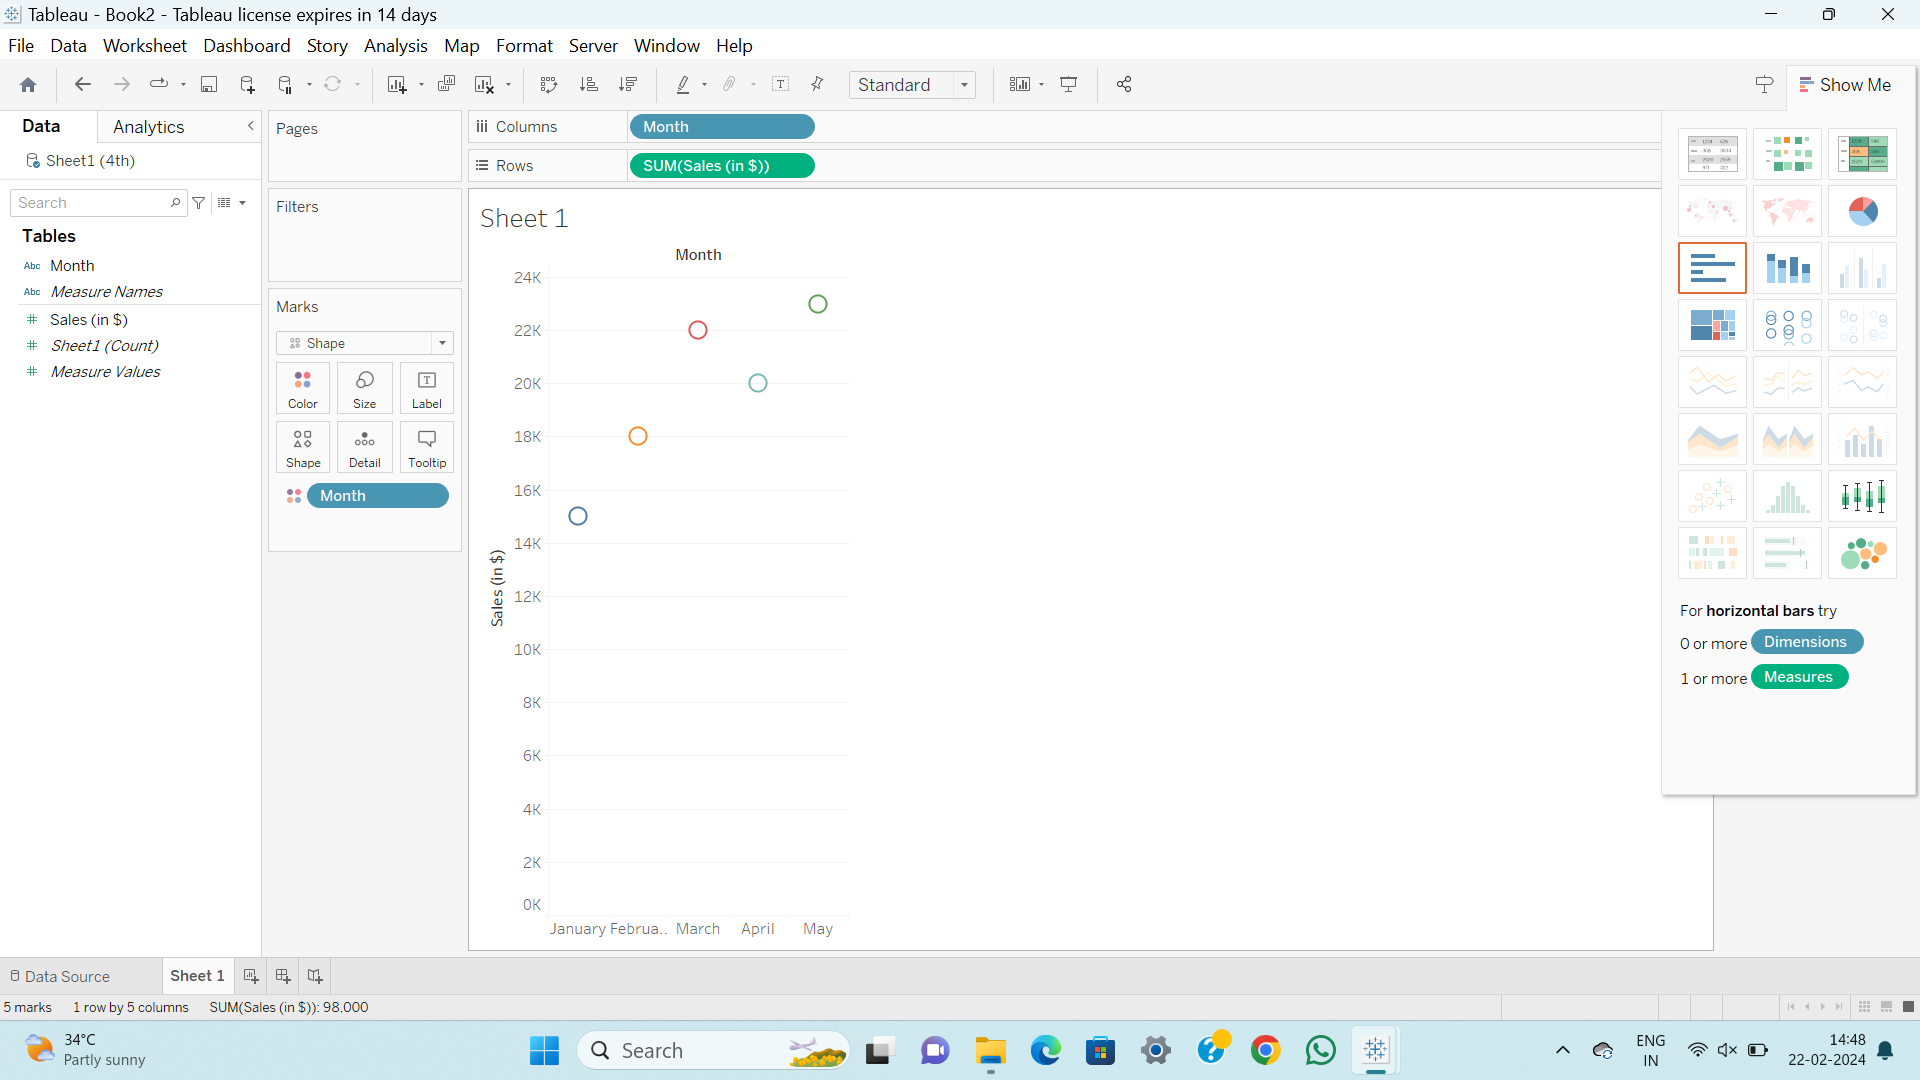 Tableau - Book2 - Tableau license expires in 14 days
File Data Worksheet Dashboard Story Analysis Map Format Server Window Help
Standard
Show Me
Data
Analytics
Pages
Columns
Month
Sheet1 (4th)
Rows
SUM(Sales (in $))
Search
Filters
Tables
Abc Month
Abc Measure Names
# Sales (in $)
# Sheet1 (Count)
# Measure Values
Marks
Shape
Color
Size
Label
Shape
Detail
Tooltip
Month
Sheet 1
Month
24K
22K
20K
18K
16K
14K
12K
10K
8K
6K
4K
2K
0K
Sales (in $)
January Februa.. March April May
For horizontal bars try
0 or more Dimensions
1 or more Measures
Data Source
Sheet 1
5 marks 1 row by 5 columns SUM(Sales (in $)): 98,000
34°C
Partly sunny
Search
ENG
IN
14:48
22-02-2024